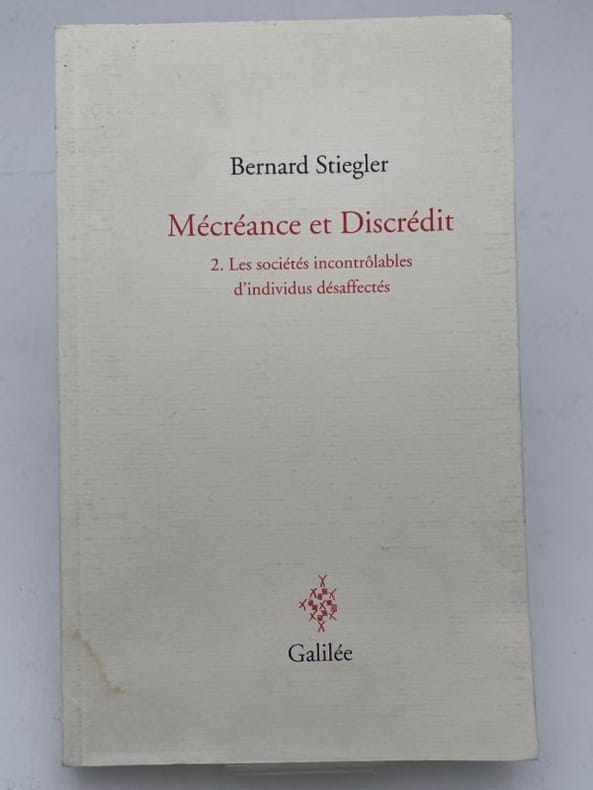 Bernard Stiegler
Mécréance et Discrédit
2. Les sociétés incontrôlables
d'individus désaffectés
Galilée